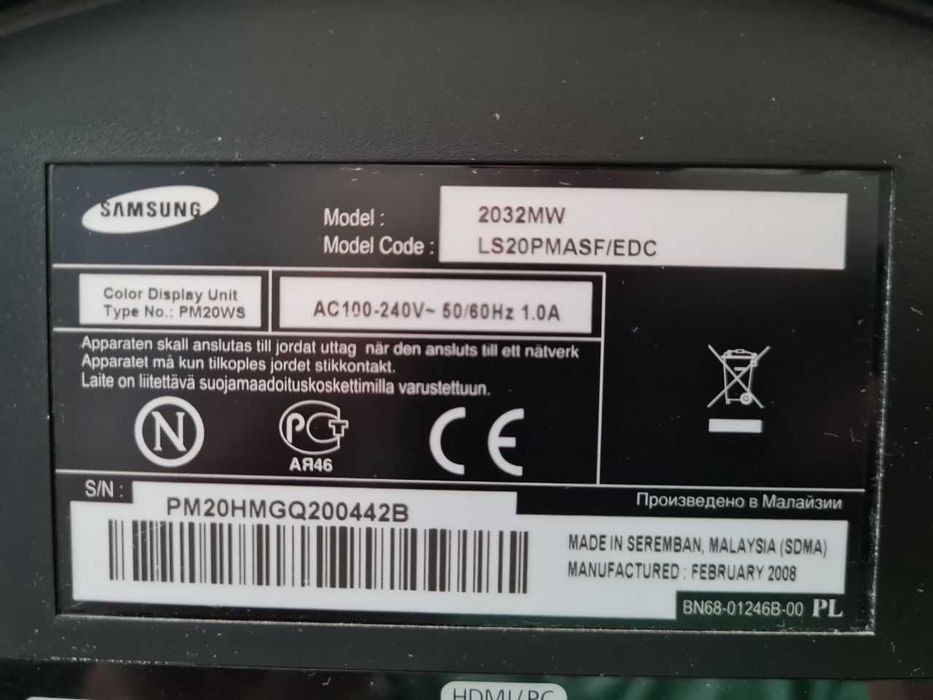 SAMSUNG
Model : 2032MW
Model Code : LS20PMASF/EDC
Color Display Unit
Type No.: PM20WS
AC100-240V~ 50/60Hz 1.0A
Apparaten skall anslutas till jordat uttag när den ansluts till ett nätverk
Apparatet må kun tilkoples jordet stikkontakt.
Laite on liitettävä suojamaadoituskoskettimilla varustettuun.
N
РСТ
АЯ46
CE
S/N :
PM20HMGQ200442B
Произведено в Малайзии
MADE IN SEREMBAN, MALAYSIA (SDMA)
MANUFACTURED : FEBRUARY 2008
BN68-01246B-00 PL
HDMI/PC